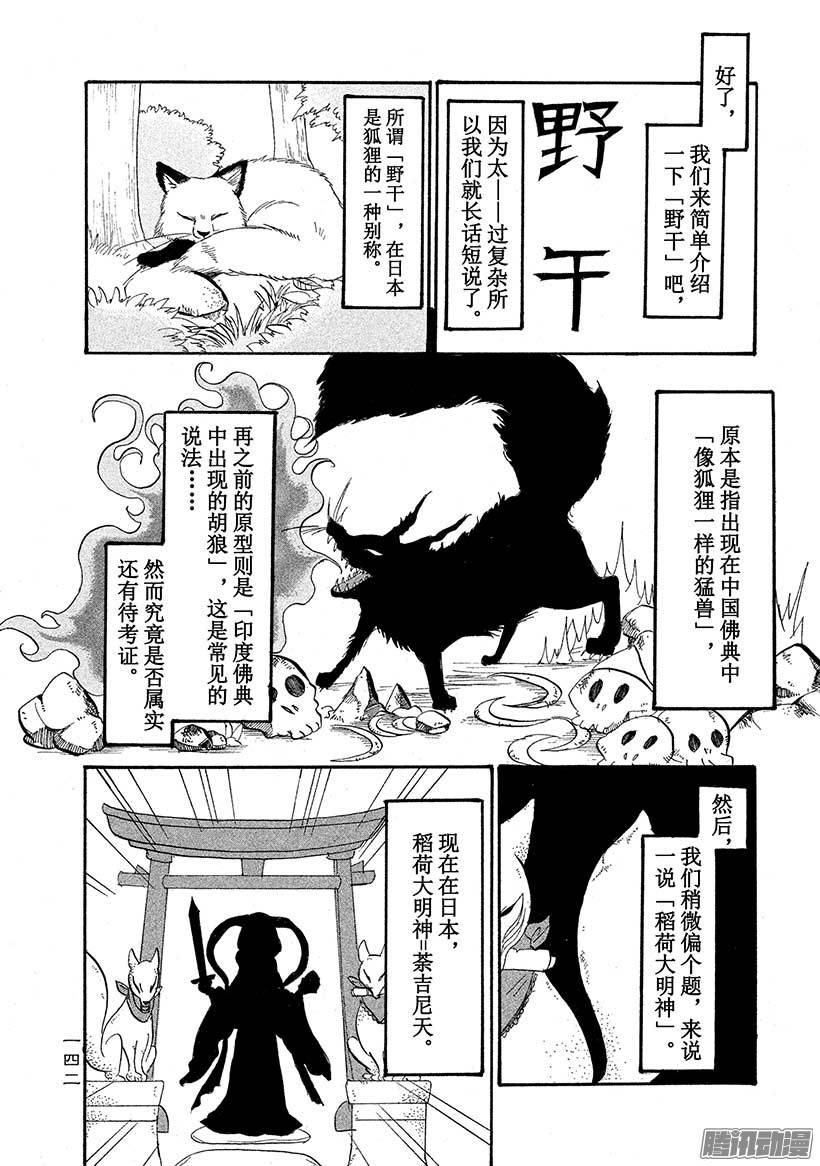 好了，
我们来简单介绍
一下「野干」吧，
野干
因为太——过复杂所
以我们就长话短说了。
所谓「野干」，在日本
是狐狸的一种别称。
原本是指出现在中国佛典中
「像狐狸一样的猛兽」，
再之前的原型则是「印度佛典
中出现的胡狼」，这是常见的
说法……
然而究竟是否属实
还有待考证。
然后，
我们稍微偏个题，来说
一说「稻荷大明神」。
现在在日本，
稻荷大明神=荼吉尼天。
一四二
腾讯动漫